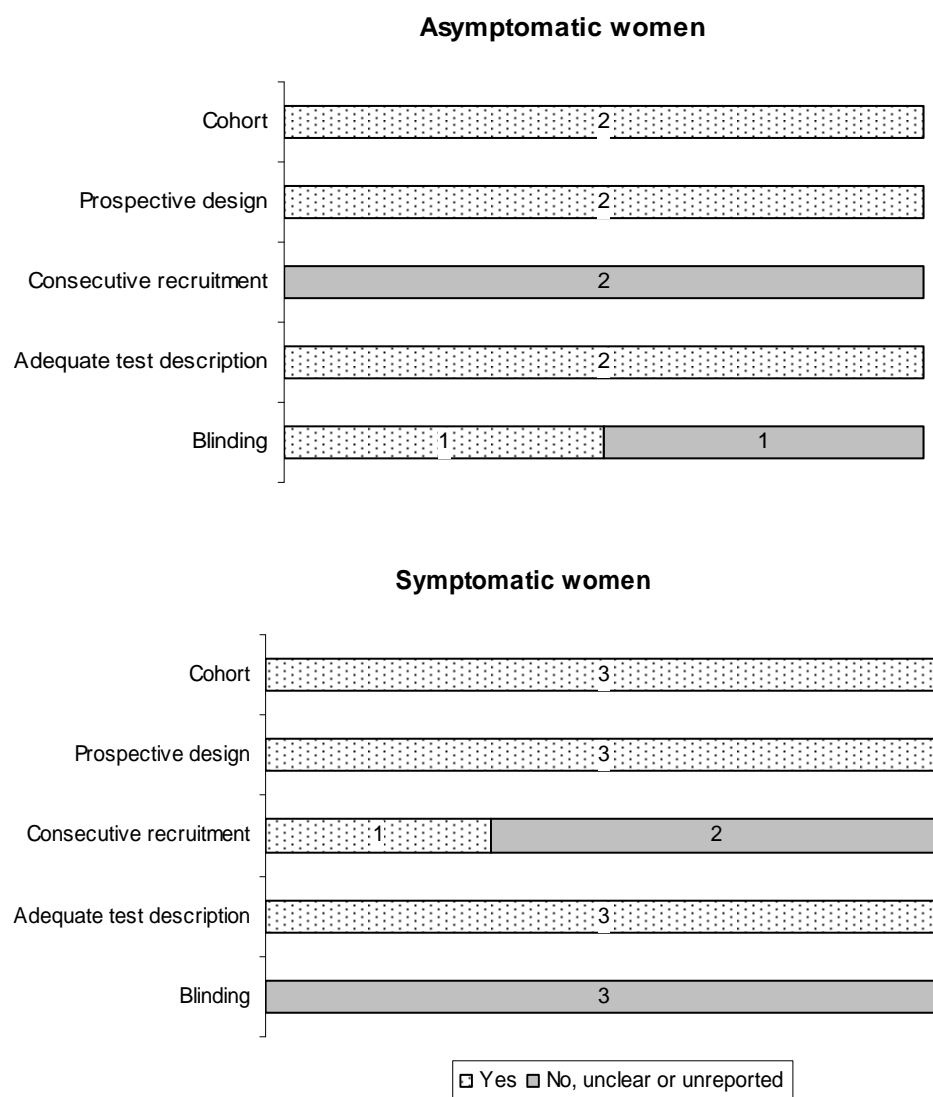 Asymptomatic women
Cohort
2
Prospective design
2
Consecutive recruitment
2
Adequate test description
2
Blinding
1 1
Symptomatic women
Cohort
3
Prospective design
3
Consecutive recruitment
1 2
Adequate test description
3
Blinding
3
Yes No, unclear or unreported